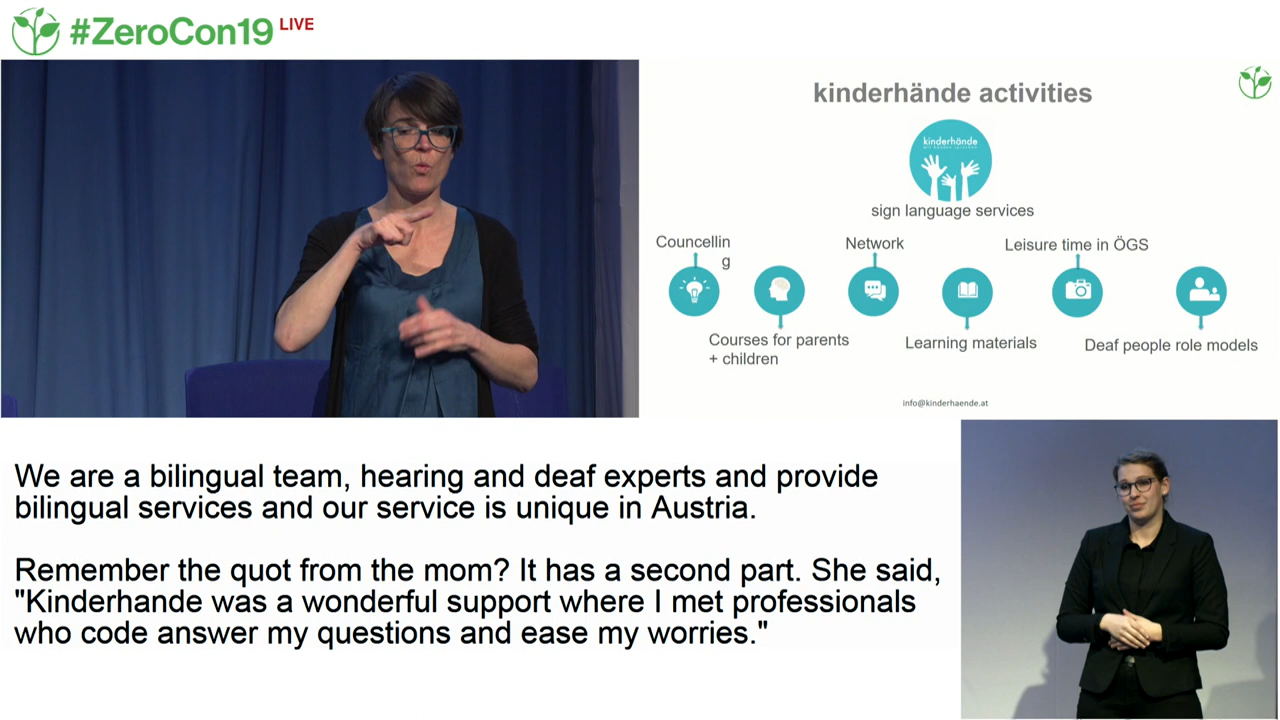 #ZeroCon19 LIVE
kinderhände activities
kinderhände
sign language services
Councellin
g
Network
Leisure time in ÖGS
Courses for parents
+ children
Learning materials
Deaf people role models
info@kinderhaende.at
We are a bilingual team, hearing and deaf experts and provide
bilingual services and our service is unique in Austria.
Remember the quot from the mom? It has a second part. She said,
"Kinderhande was a wonderful support where I met professionals
who code answer my questions and ease my worries."